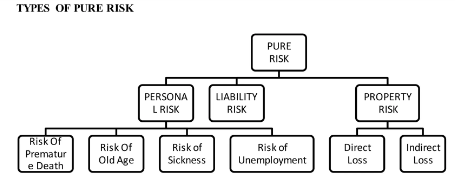 TYPES OF PURE RISK
PURE
RISK
PERSONA
L RISK
LIABILITY
RISK
PROPERTY
RISK
Risk Of
Prematur
e Death
Risk Of
Old Age
Risk of
Sickness
Risk of
Unemployment
Direct
Loss
Indirect
Loss